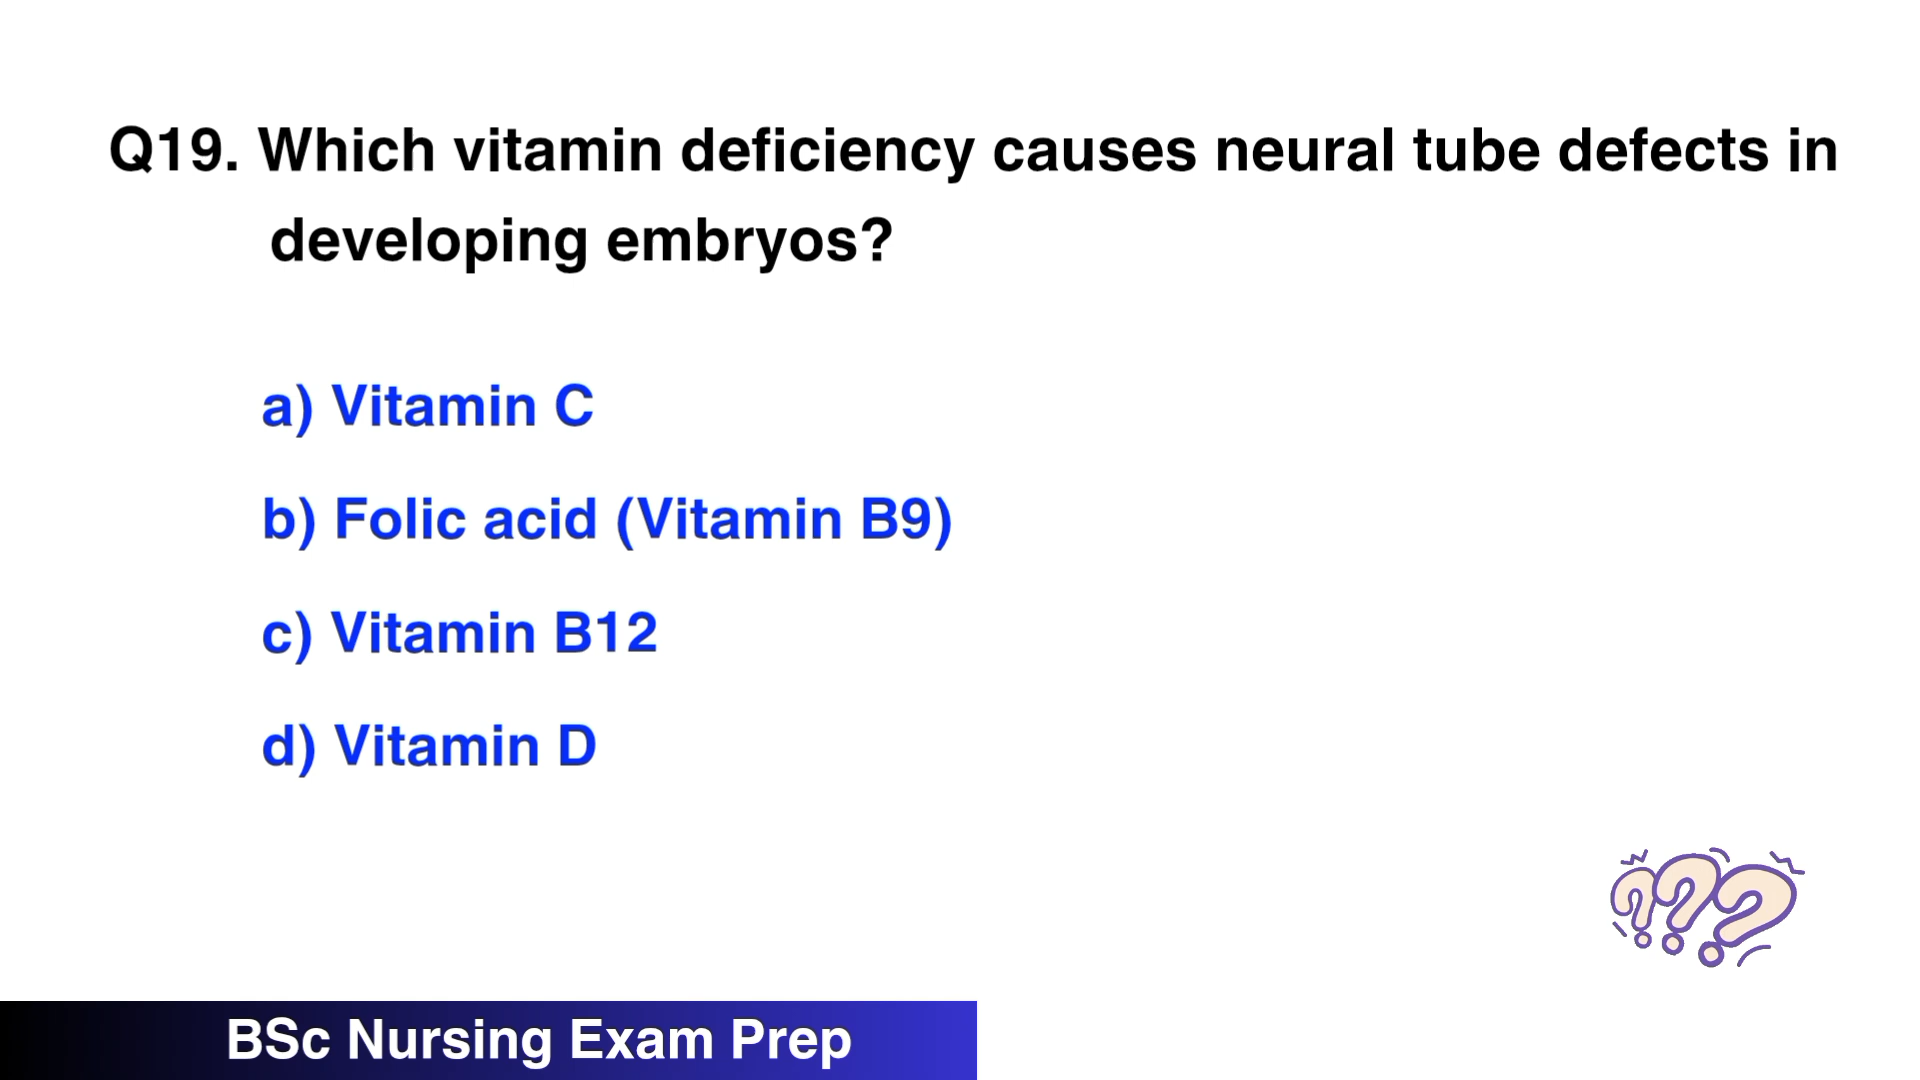 Q19. Which vitamin deficiency causes neural tube defects in
developing embryos?
a) Vitamin C
b) Folic acid (Vitamin B9)
c) Vitamin B12
d) Vitamin D
???
BSc Nursing Exam Prep